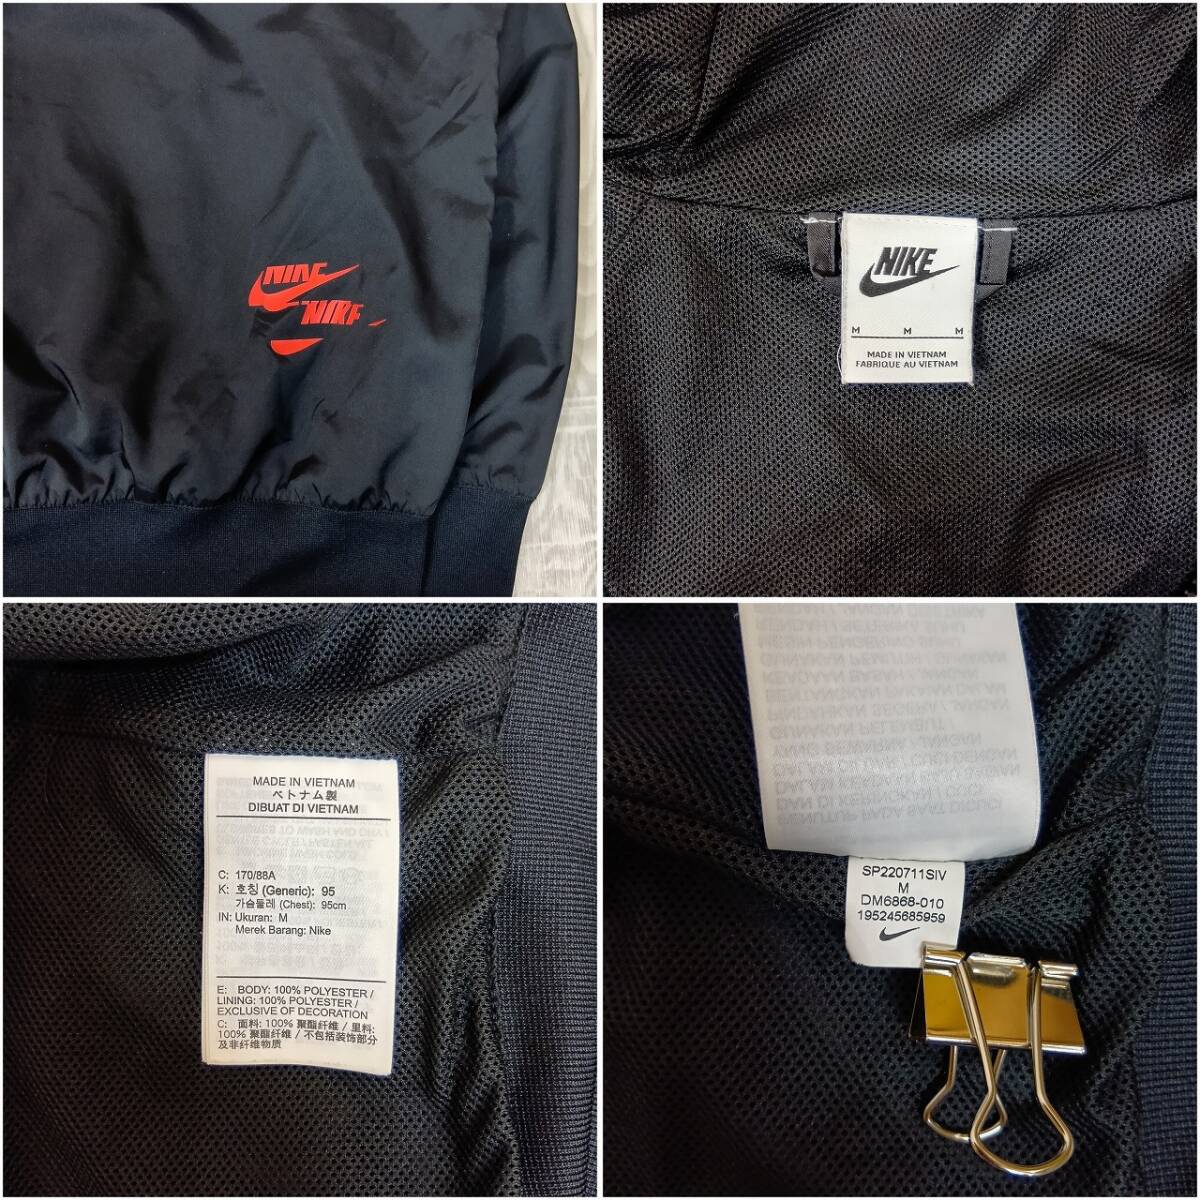 NIKE
NIKE
NIKE
M M M
MADE IN VIETNAM
FABRIQUE AU VIETNAM
MADE IN VIETNAM
ベトナム製
DIBUAT DI VIETNAM
C: 170/88A
K: 호칭 (Generic): 95
가슴둘레 (Chest): 95cm
IN: Ukuran: M
Merek Barang: Nike
E: BODY: 100% POLYESTER /
LINING: 100% POLYESTER /
EXCLUSIVE OF DECORATION
C: 面料: 100% 聚酯纤维 / 里料:
100% 聚酯纤维 / 不包括装饰部分
及非纤维物质
SP220711SIV
M
DM6868-010
195245685959